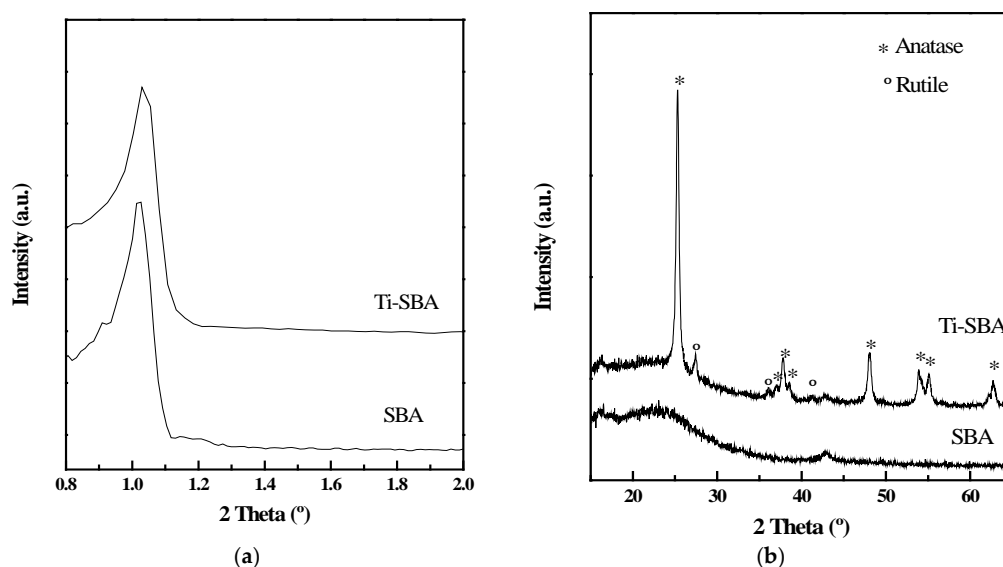 Intensity (a.u.)
Ti-SBA
SBA
0.8 1.0 1.2 1.4 1.6 1.8 2.0
2 Theta (º)
(a)
Intensity (a.u.)
* Anatase
º Rutile
*
º
º * * * º * * * *
Ti-SBA
SBA
20 30 40 50 60
2 Theta (º)
(b)